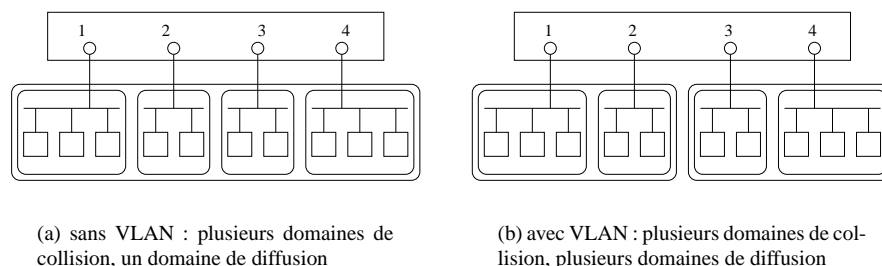 1 2 3 4
1 2 3 4
(a) sans VLAN : plusieurs domaines de
collision, un domaine de diffusion
(b) avec VLAN : plusieurs domaines de col-
lision, plusieurs domaines de diffusion